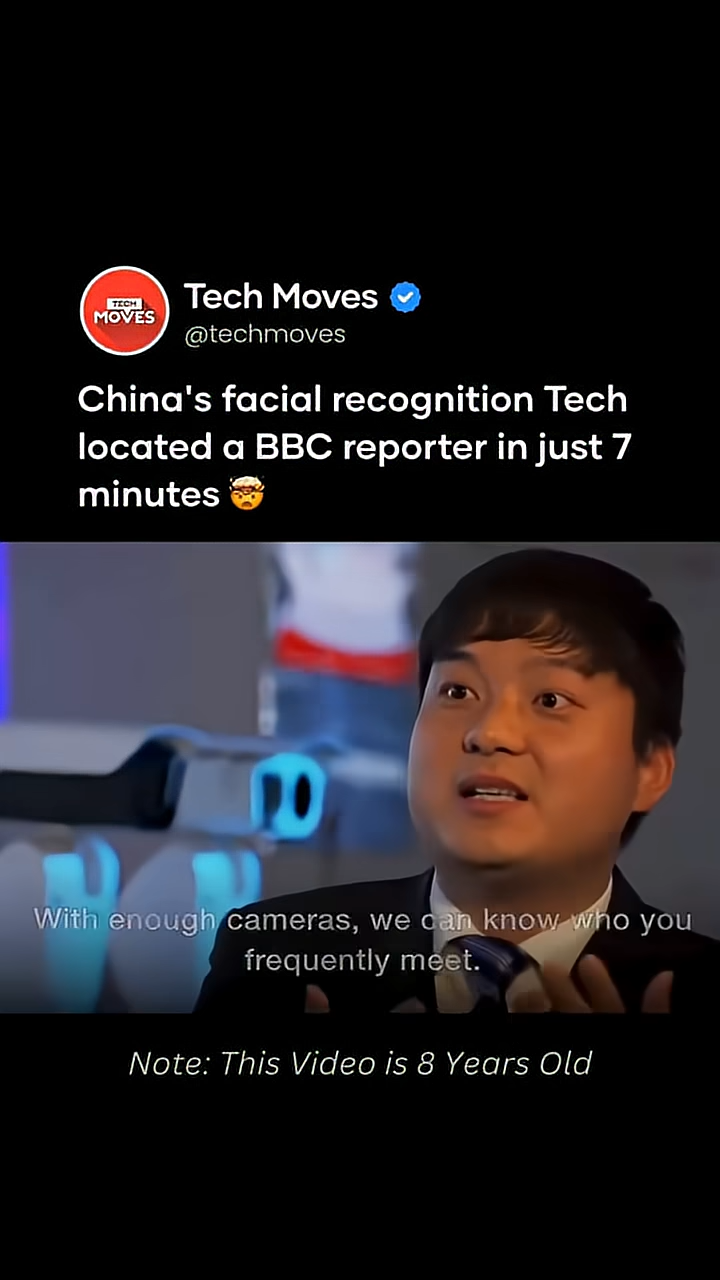 TECH
MOVES
Tech Moves
@techmoves
China's facial recognition Tech
located a BBC reporter in just 7
minutes 🤯
With enough cameras, we can know who you
frequently meet.
Note: This Video is 8 Years Old